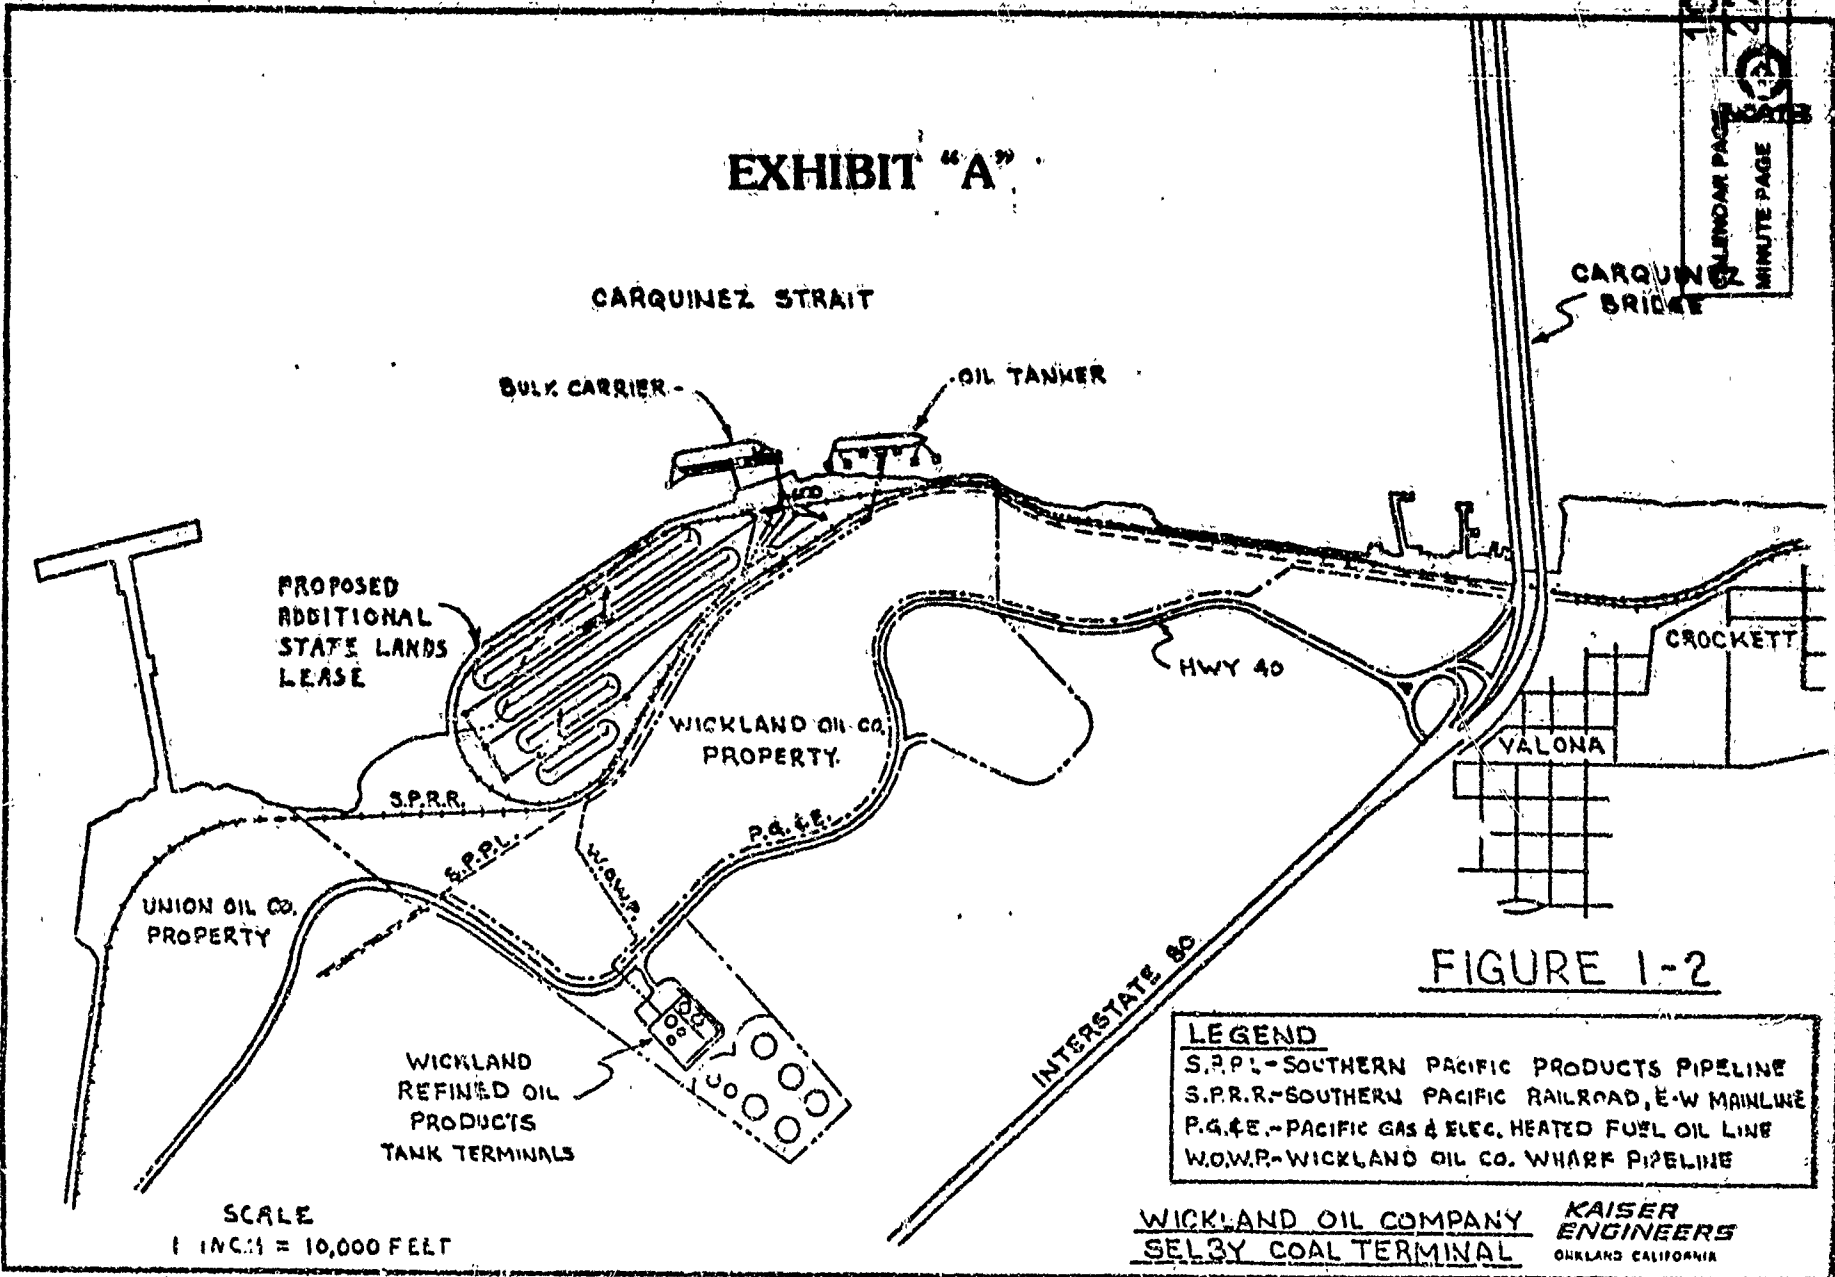 EXHIBIT "A"
NORTH
CALENDAR PAGE
MINUTE PAGE
CARQUINEZ STRAIT
CARQUINEZ
BRIDGE
BULK CARRIER
OIL TANKER
PROPOSED
ADDITIONAL
STATE LANDS
LEASE
HWY 40
CROCKETT
VALONA
WICKLAND OIL CO.
PROPERTY
S.P.R.R.
S.P.P.L.
W.O.W.P.
P.G.&E.
UNION OIL CO.
PROPERTY
INTERSTATE 80
WICKLAND
REFINED OIL
PRODUCTS
TANK TERMINALS
FIGURE 1-2
LEGEND
S.P.P.L.-SOUTHERN PACIFIC PRODUCTS PIPELINE
S.P.R.R.-SOUTHERN PACIFIC RAILROAD, E-W MAINLINE
P.G.&E.-PACIFIC GAS & ELEC. HEATED FUEL OIL LINE
W.O.W.P.-WICKLAND OIL CO. WHARF PIPELINE
SCALE
1 INCH = 10,000 FEET
WICKLAND OIL COMPANY
SELBY COAL TERMINAL
KAISER
ENGINEERS
OAKLAND CALIFORNIA